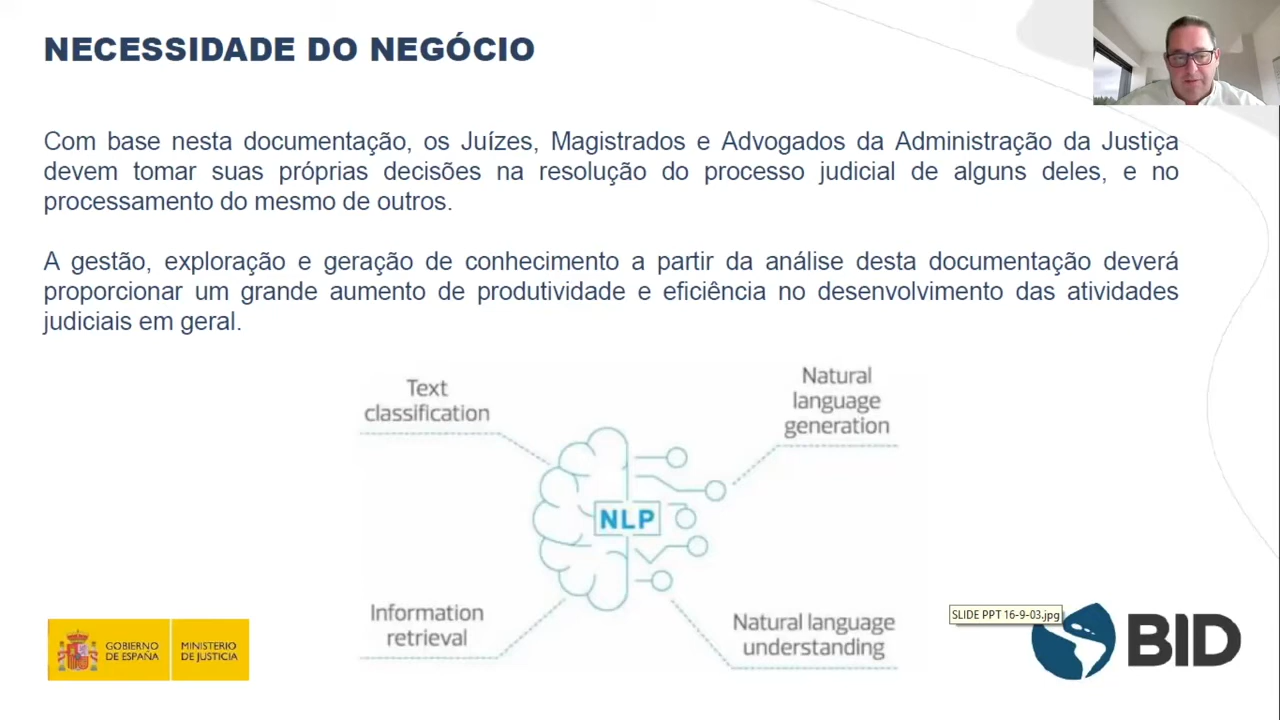 NECESSIDADE DO NEGÓCIO
Com base nesta documentação, os Juízes, Magistrados e Advogados da Administração da Justiça
devem tomar suas próprias decisões na resolução do processo judicial de alguns deles, e no
processamento do mesmo de outros.
A gestão, exploração e geração de conhecimento a partir da análise desta documentação deverá
proporcionar um grande aumento de produtividade e eficiência no desenvolvimento das atividades
judiciais em geral.
Text
classification
Natural
language
generation
NLP
Information
retrieval
Natural language
understanding
GOBIERNO
DE ESPAÑA
MINISTERIO
DE JUSTICIA
SLIDE PPT 16-9-03.jpg
BID